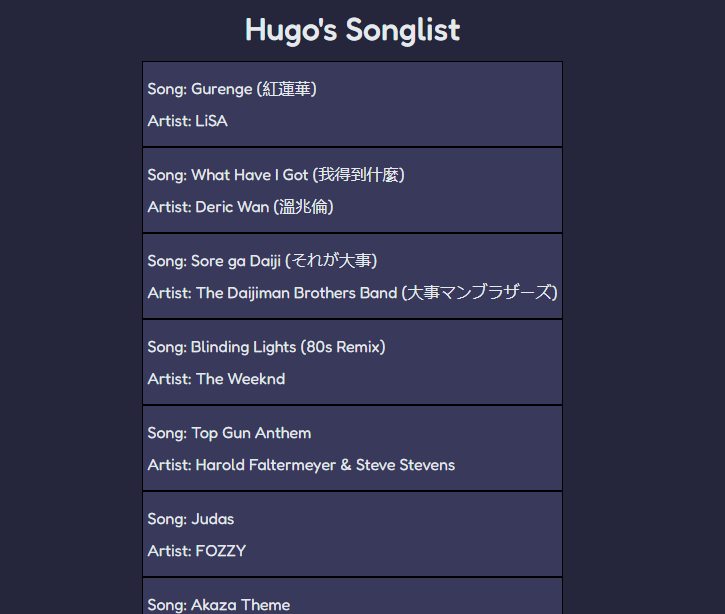 Hugo's Songlist
Song: Gurenge (紅蓮華)
Artist: LiSA
Song: What Have I Got (我得到什麼)
Artist: Deric Wan (溫兆倫)
Song: Sore ga Daiji (それが大事)
Artist: The Daijiman Brothers Band (大事マンブラザーズ)
Song: Blinding Lights (80s Remix)
Artist: The Weeknd
Song: Top Gun Anthem
Artist: Harold Faltermeyer & Steve Stevens
Song: Judas
Artist: FOZZY
Song: Akaza Theme